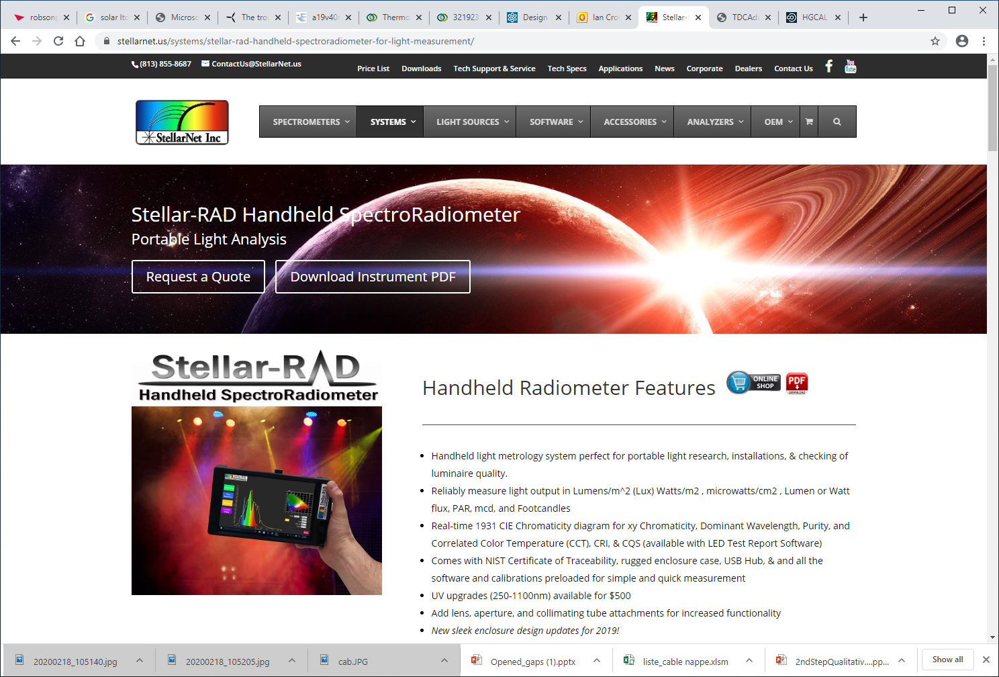 robsonp
solar ltc
Microsc
The trou
a19v40
Thermo
321923
Design
Ian Cro
Stellar-
TDCAda
HGCAL
stellarnet.us/systems/stellar-rad-handheld-spectroradiometer-for-light-measurement/
(813) 855-8687 ContactUs@StellarNet.us
Price List Downloads Tech Support & Service Tech Specs Applications News Corporate Dealers Contact Us f You Tube
StellarNet Inc
SPECTROMETERS SYSTEMS LIGHT SOURCES SOFTWARE ACCESSORIES ANALYZERS OEM
Stellar-RAD Handheld SpectroRadiometer
Portable Light Analysis
Request a Quote Download Instrument PDF
Stellar-RAD
Handheld SpectroRadiometer
Stellar-RAD
Handheld Radiometer Features ONLINE SHOP PDF DOWNLOAD
Handheld light metrology system perfect for portable light research, installations, & checking of
luminaire quality.
Reliably measure light output in Lumens/m^2 (Lux) Watts/m2 , microwatts/cm2 , Lumen or Watt
flux, PAR, mcd, and Footcandles
Real-time 1931 CIE Chromaticity diagram for xy Chromaticity, Dominant Wavelength, Purity, and
Correlated Color Temperature (CCT), CRI, & CQS (available with LED Test Report Software)
Comes with NIST Certificate of Traceability, rugged enclosure case, USB Hub, & and all the
software and calibrations preloaded for simple and quick measurement
UV upgrades (250-1100nm) available for $500
Add lens, aperture, and collimating tube attachments for increased functionality
New sleek enclosure design updates for 2019!
20200218_105140.jpg
20200218_105205.jpg
cab.JPG
Opened_gaps (1).pptx
liste_cable nappe.xlsm
2ndStepQualitativ....pp...
Show all